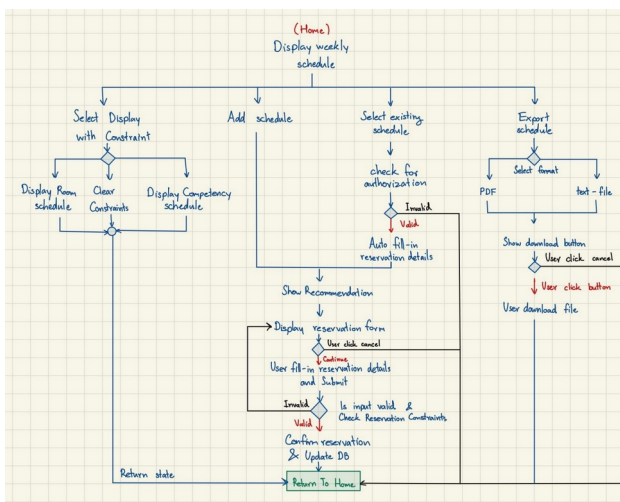 (Home)
Display weekly
schedule
Select Display
with Constraint
Add schedule
Select existing
schedule
Export
schedule
Select format
Display Room
schedule
Clear
Constraints
Display Competency
schedule
check for
authorization
PDF
text-file
Invalid
Valid
Auto fill-in
reservation details
Show download button
User click cancel
User click button
User download file
Show Recommendation
Display reservation form
User click cancel
Continue
User fill-in reservation details
and Submit
Invalid
Is input valid &
Check Reservation Constraints
Valid
Confirm reservation
& Update DB
Return state
Return To Home